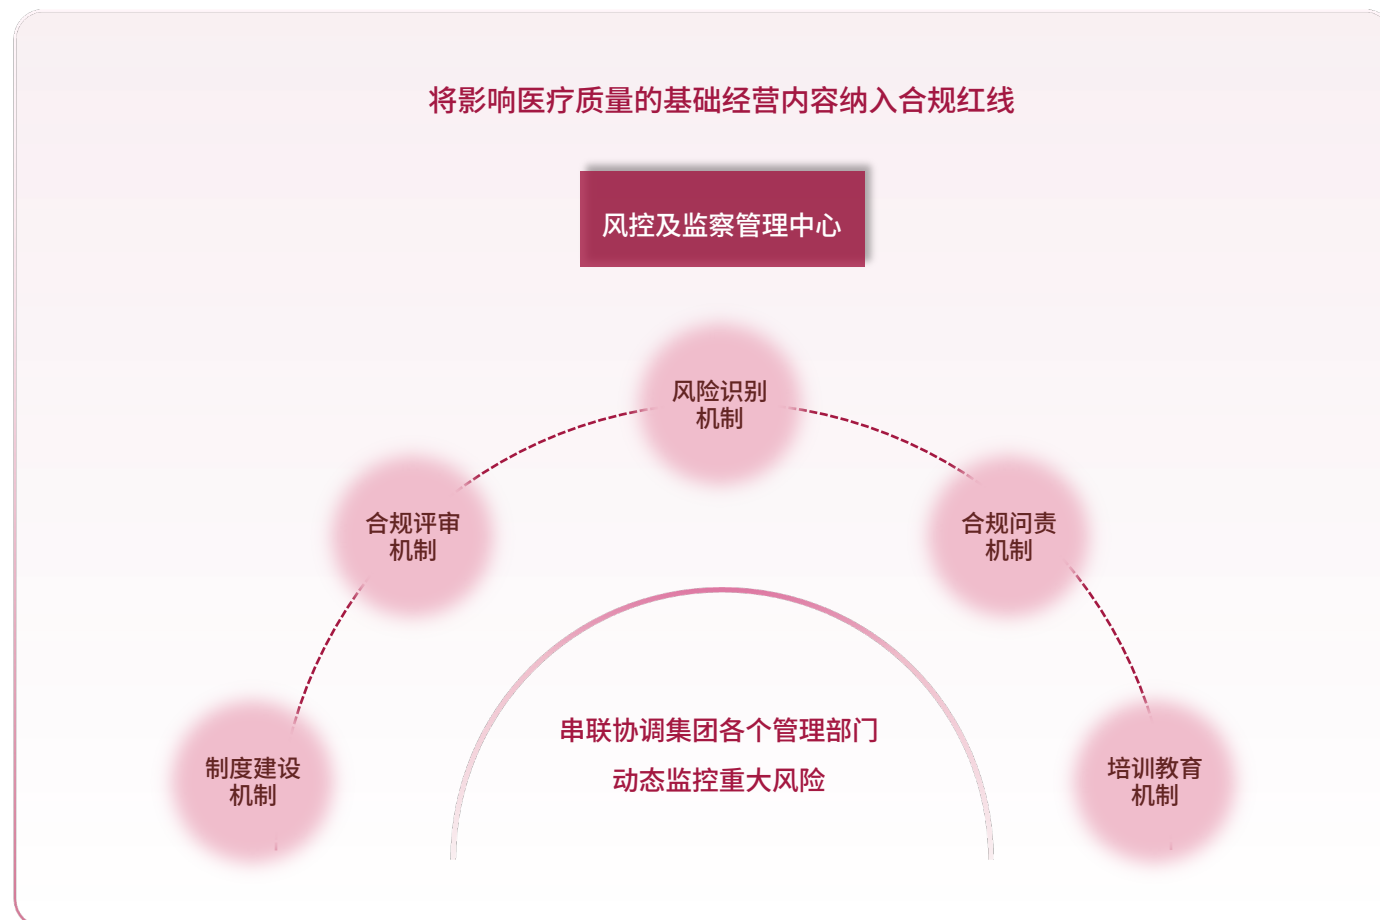 将影响医疗质量的基础经营内容纳入合规红线
风控及监察管理中心
风险识别
机制
合规评审
机制
合规问责
机制
制度建设
机制
培训教育
机制
串联协调集团各个管理部门
动态监控重大风险